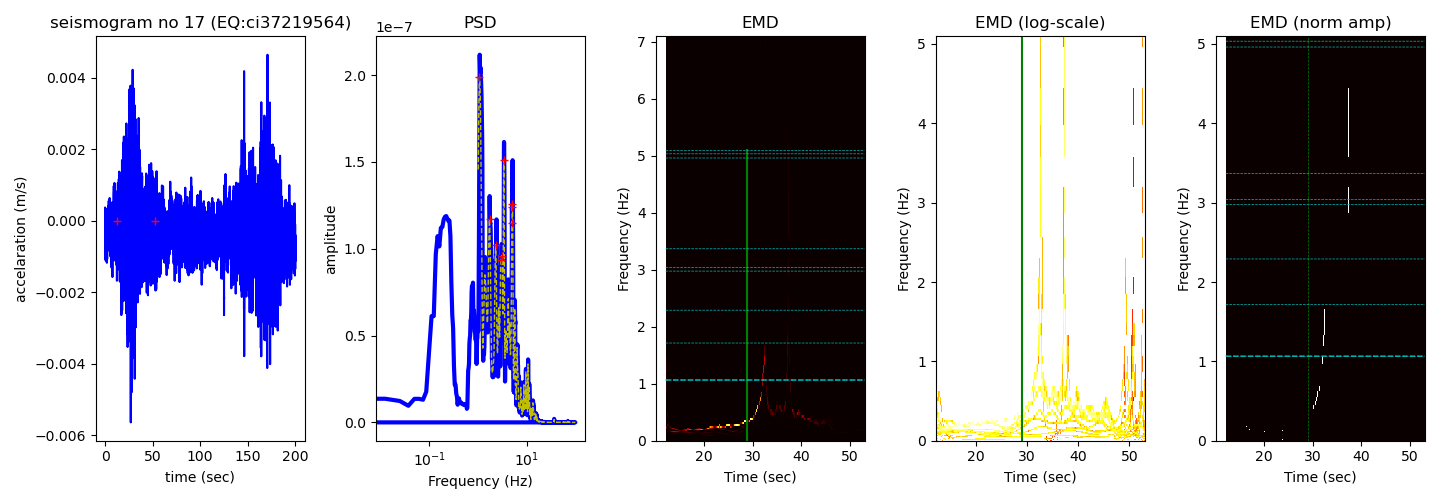 seismogram no 17 (EQ:ci37219564)
PSD
EMD
EMD (log-scale)
EMD (norm amp)
1e−7
accelaration (m/s)
0.004
0.002
0.000
−0.002
−0.004
−0.006
0 50 100 150 200
time (sec)
amplitude
2.0
1.5
1.0
0.5
0.0
10⁻¹ 10¹
Frequency (Hz)
Frequency (Hz)
7
6
5
4
3
2
1
0
20 30 40 50
Time (sec)
Frequency (Hz)
5
4
3
2
1
0
20 30 40 50
Time (sec)
Frequency (Hz)
5
4
3
2
1
0
20 30 40 50
Time (sec)